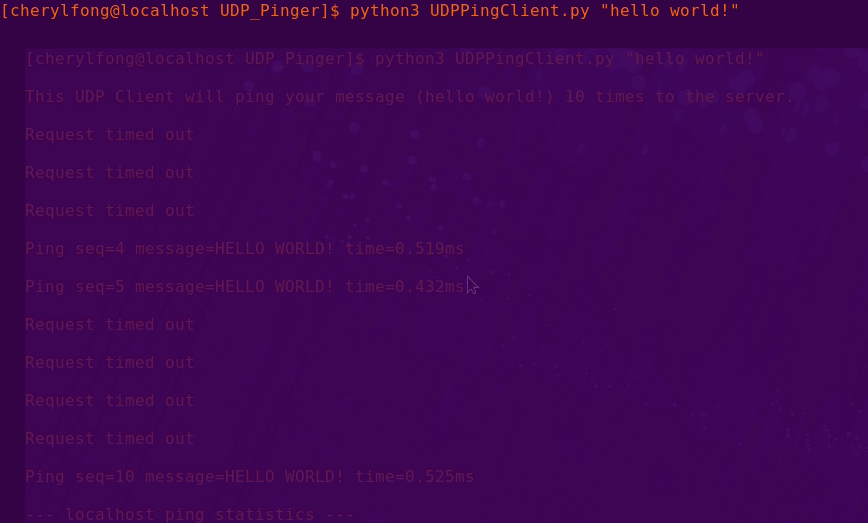 [cherylfong@localhost UDP_Pinger]$ python3 UDPPingClient.py "hello world!"
[cherylfong@localhost UDP_Pinger]$ python3 UDPPingClient.py "hello world!"
This UDP Client will ping your message (hello world!) 10 times to the server.
Request timed out
Request timed out
Request timed out
Ping seq=4 message=HELLO WORLD! time=0.519ms
Ping seq=5 message=HELLO WORLD! time=0.432ms
Request timed out
Request timed out
Request timed out
Request timed out
Ping seq=10 message=HELLO WORLD! time=0.525ms
--- localhost ping statistics ---